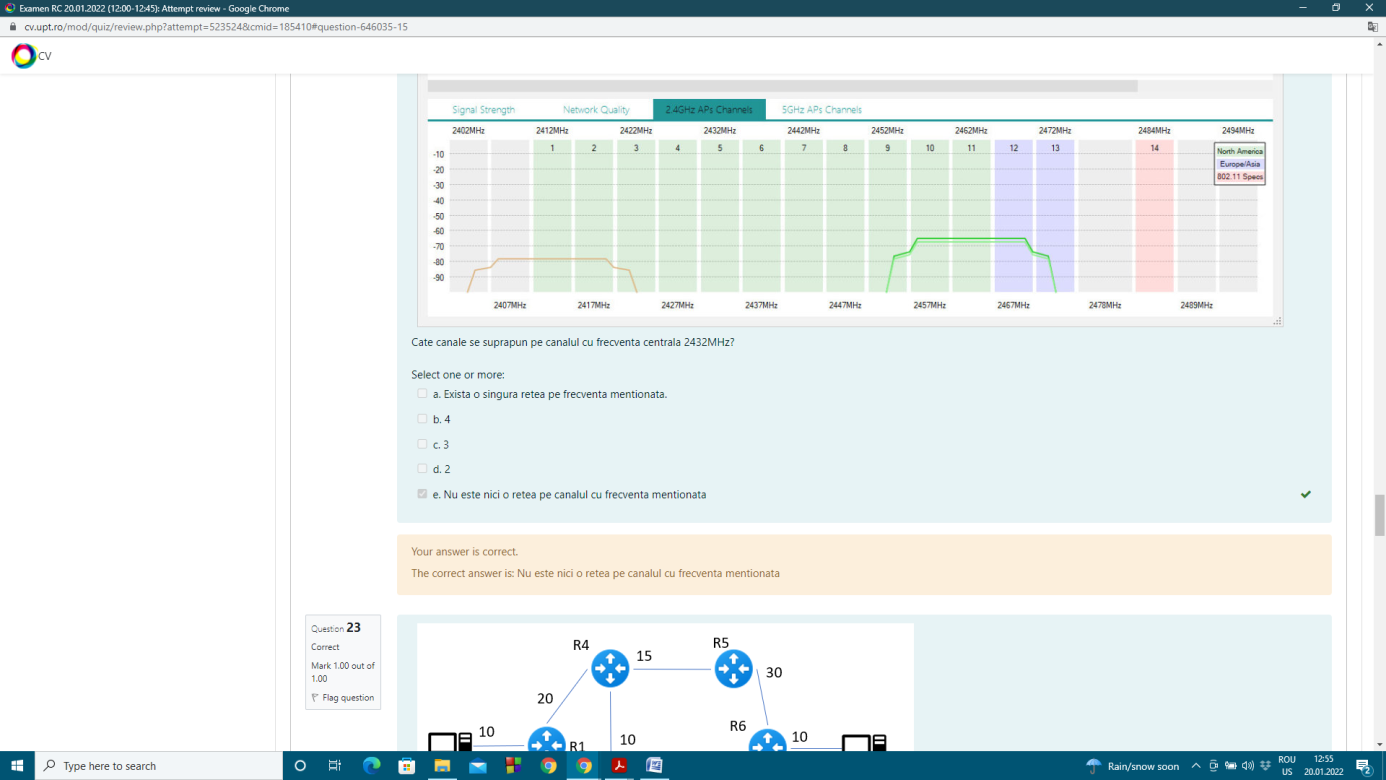 Examen RC 20.01.2022 (12:00-12:45): Attempt review - Google Chrome
cv.upt.ro/mod/quiz/review.php?attempt=523524&cmid=185410#question-646035-15
CV
Signal Strength Network Quality 2.4GHz APs Channels 5GHz APs Channels
2402MHz 2412MHz 2422MHz 2432MHz 2442MHz 2452MHz 2462MHz 2472MHz 2484MHz 2494MHz
1 2 3 4 5 6 7 8 9 10 11 12 13 14
North America
Europe/Asia
802.11 Specs
-10
-20
-30
-40
-50
-60
-70
-80
-90
2407MHz 2417MHz 2427MHz 2437MHz 2447MHz 2457MHz 2467MHz 2478MHz 2489MHz
Cate canale se suprapun pe canalul cu frecventa centrala 2432MHz?
Select one or more:
a. Exista o singura retea pe frecventa mentionata.
b. 4
c. 3
d. 2
e. Nu este nici o retea pe canalul cu frecventa mentionata
Your answer is correct.
The correct answer is: Nu este nici o retea pe canalul cu frecventa mentionata
Question 23
Correct
Mark 1.00 out of
1.00
Flag question
R4 R5
15
30
20
R6
10 R1 10 10
Type here to search
Rain/snow soon
ROU
US
12:55
20.01.2022
2